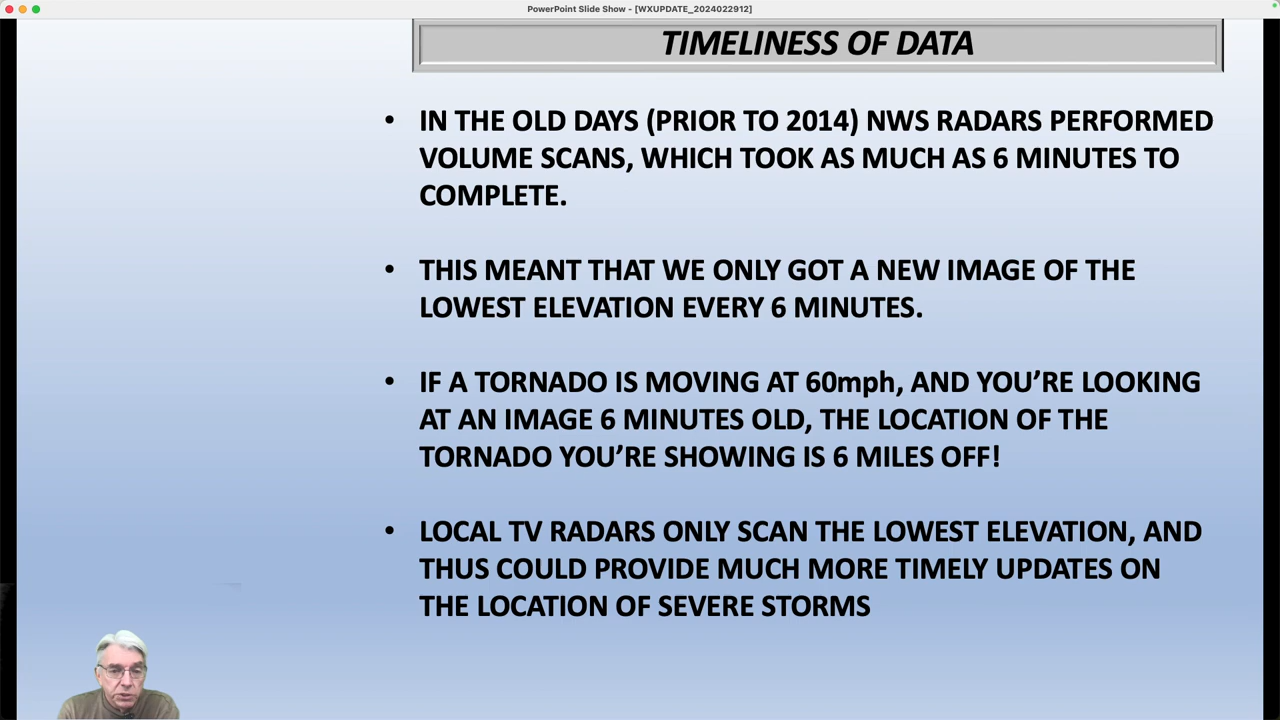 PowerPoint Slide Show - [WXUPDATE_2024022912]
TIMELINESS OF DATA
• IN THE OLD DAYS (PRIOR TO 2014) NWS RADARS PERFORMED
VOLUME SCANS, WHICH TOOK AS MUCH AS 6 MINUTES TO
COMPLETE.
• THIS MEANT THAT WE ONLY GOT A NEW IMAGE OF THE
LOWEST ELEVATION EVERY 6 MINUTES.
• IF A TORNADO IS MOVING AT 60mph, AND YOU’RE LOOKING
AT AN IMAGE 6 MINUTES OLD, THE LOCATION OF THE
TORNADO YOU’RE SHOWING IS 6 MILES OFF!
• LOCAL TV RADARS ONLY SCAN THE LOWEST ELEVATION, AND
THUS COULD PROVIDE MUCH MORE TIMELY UPDATES ON
THE LOCATION OF SEVERE STORMS